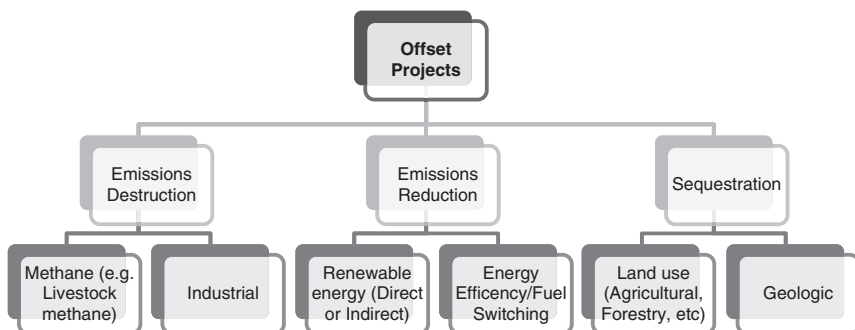 Offset
Projects
Emissions
Destruction
Emissions
Reduction
Sequestration
Methane (e.g.
Livestock
methane)
Industrial
Renewable
energy (Direct
or Indirect)
Energy
Efficency/Fuel
Switching
Land use
(Agricultural,
Forestry, etc)
Geologic